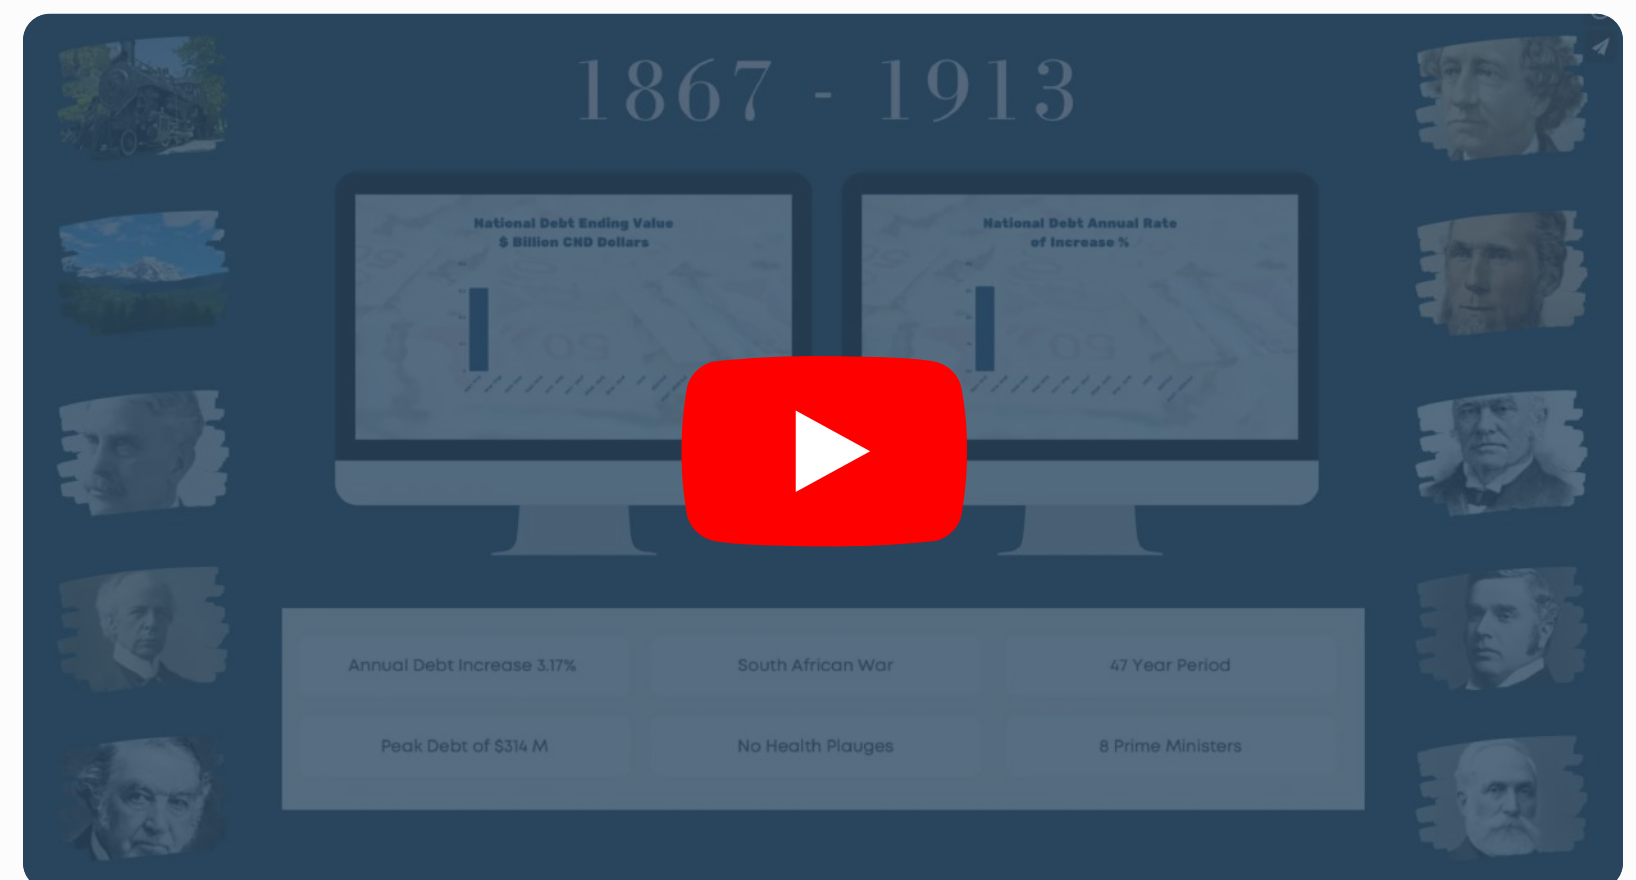 1867 - 1913
National Debt Ending Value
$ Billion CND Dollars
National Debt Annual Rate
of Increase %
Annual Debt Increase 3.17%
South African War
47 Year Period
Peak Debt of $314 M
No Health Plauges
8 Prime Ministers